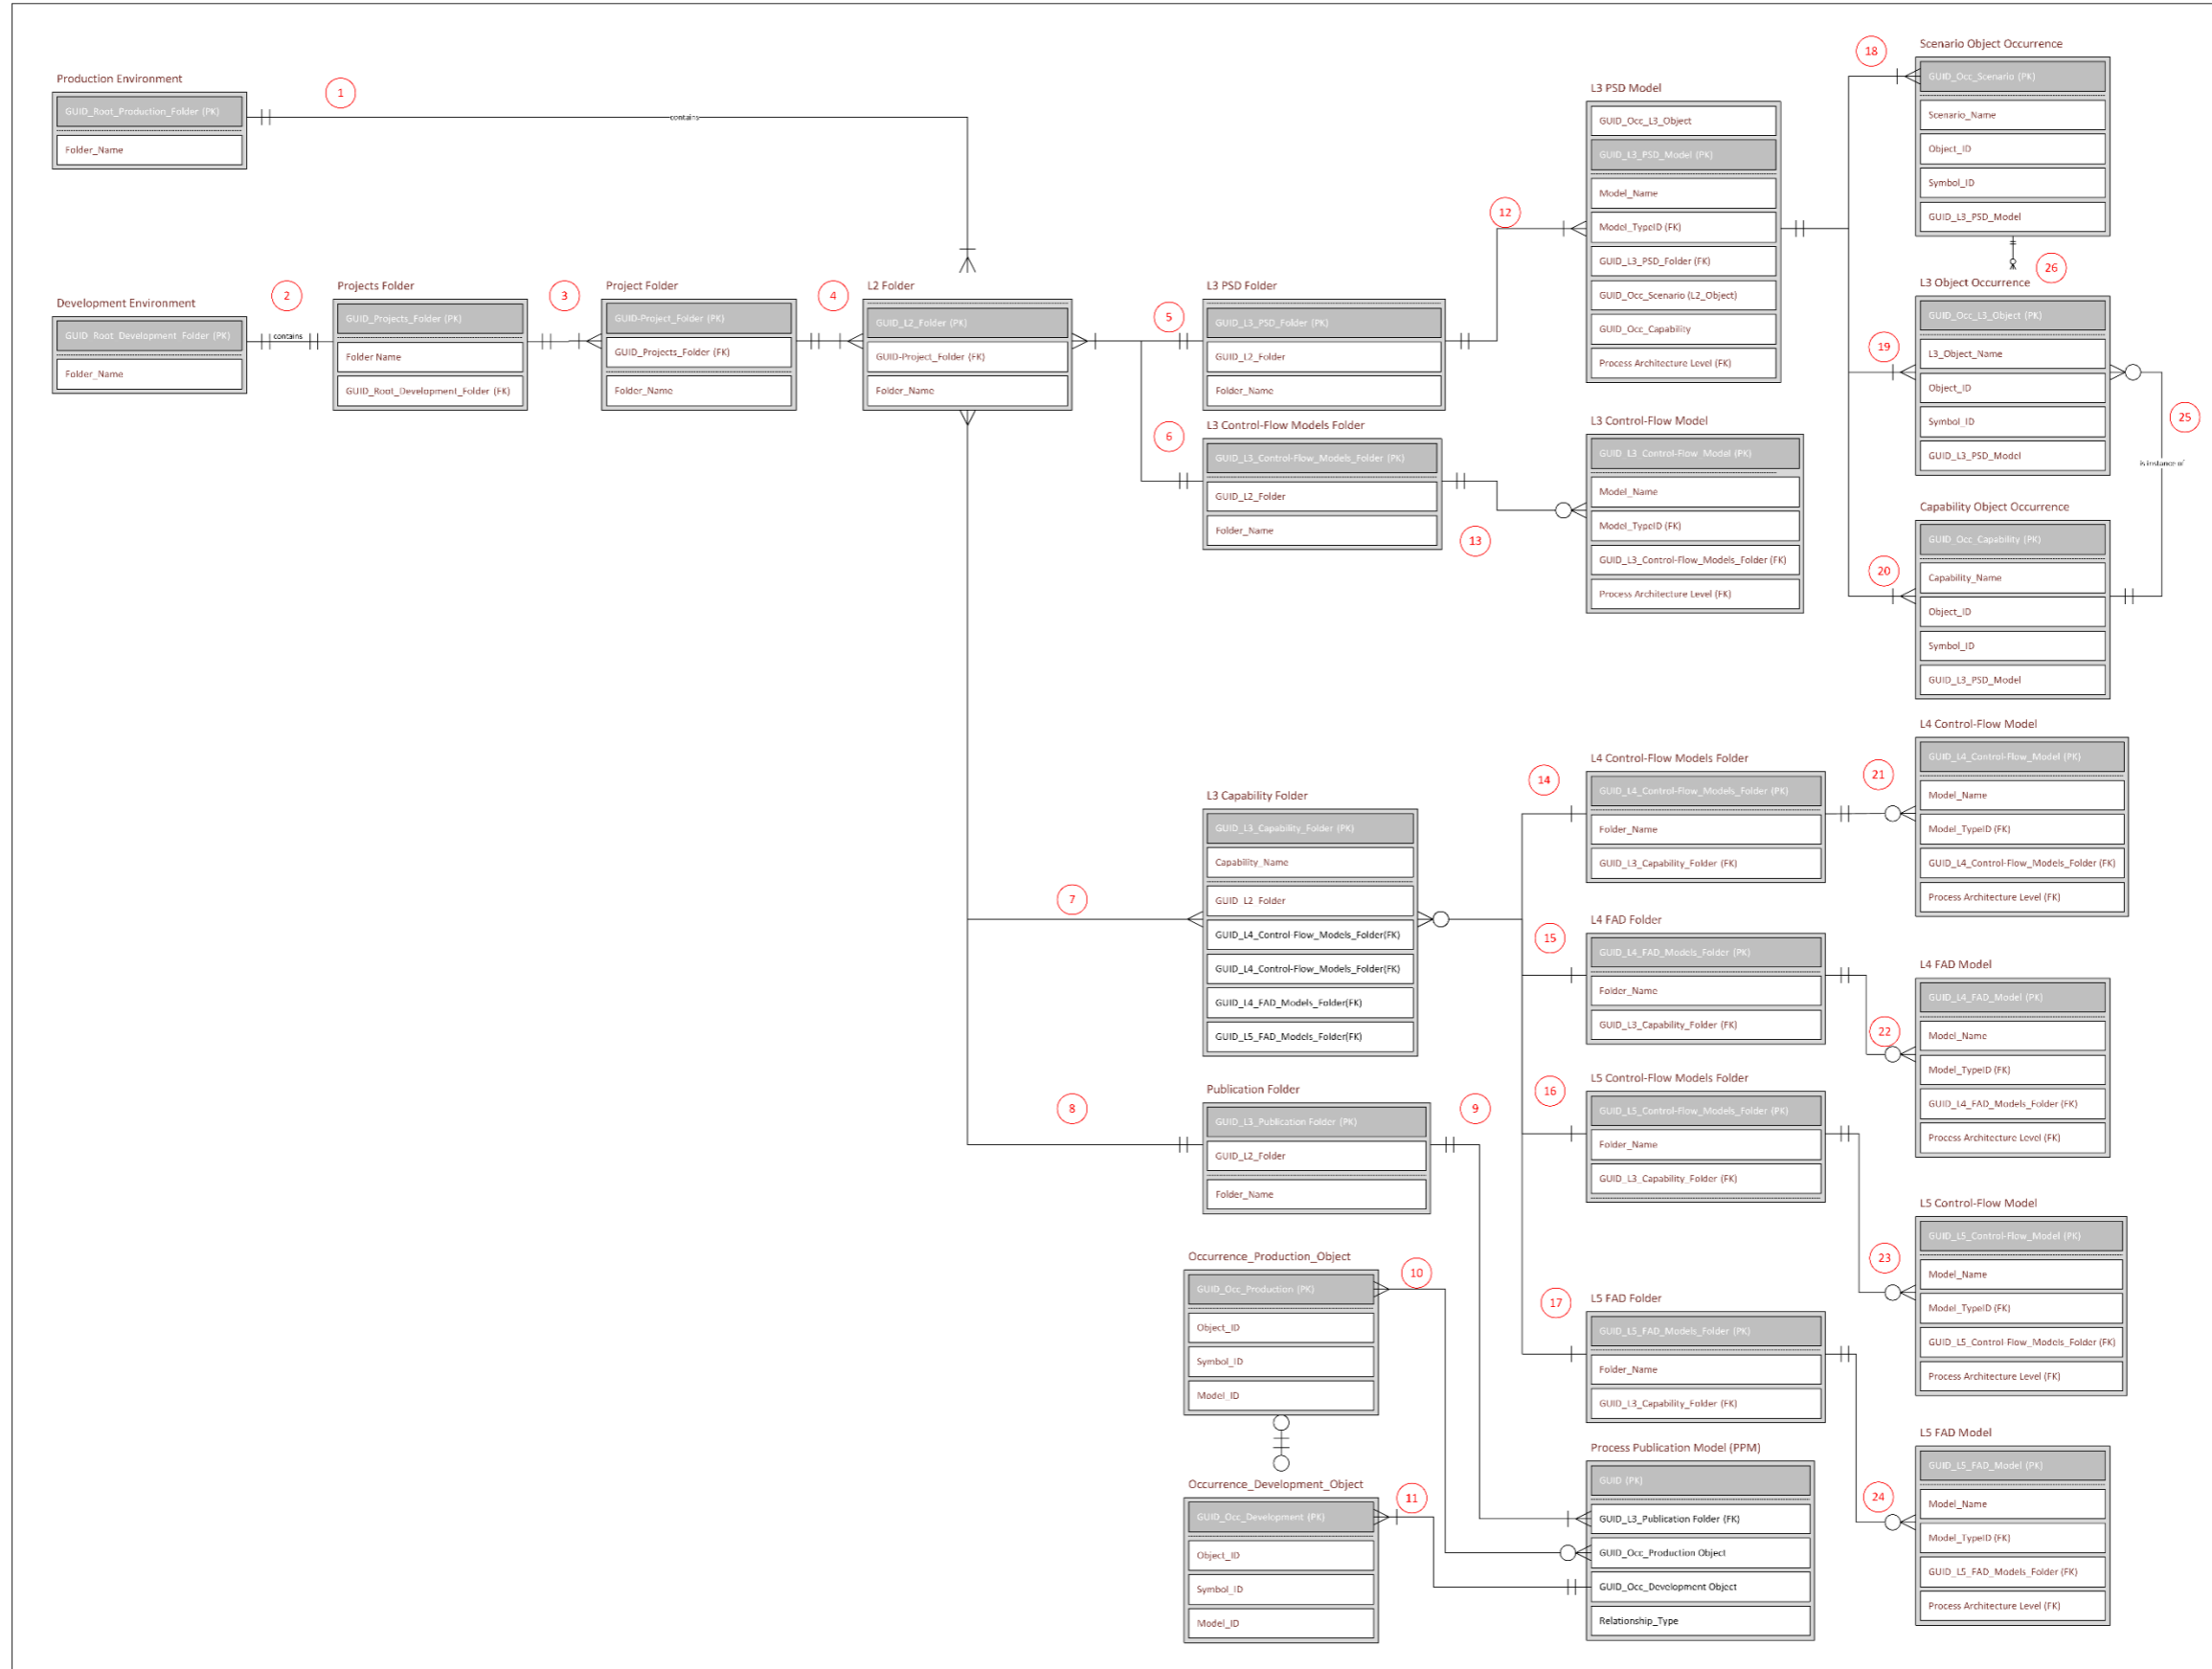 Production Environment
GUID_Root_Production_Folder (PK)
Folder_Name
1
contains
Development Environment
GUID_Root_Development_Folder (PK)
Folder_Name
2
contains
Projects Folder
GUID_Projects_Folder (PK)
Folder Name
GUID_Root_Development_Folder (FK)
3
Project Folder
GUID-Project_Folder (PK)
GUID_Projects_Folder (FK)
Folder_Name
4
L2 Folder
GUID_L2_Folder (PK)
GUID-Project_Folder (FK)
Folder_Name
5
L3 PSD Folder
GUID_L3_PSD_Folder (PK)
GUID_L2_Folder
Folder_Name
6
L3 Control-Flow Models Folder
GUID_L3_Control-Flow_Models_Folder (PK)
GUID_L2_Folder
Folder_Name
12
L3 PSD Model
GUID_Occ_L3_Object
GUID_L3_PSD_Model (PK)
Model_Name
Model_TypeID (FK)
GUID_L3_PSD_Folder (FK)
GUID_Occ_Scenario (L2_Object)
GUID_Occ_Capability
Process Architecture Level (FK)
13
L3 Control-Flow Model
GUID_L3_Control-Flow_Model (PK)
Model_Name
Model_TypeID (FK)
GUID_L3_Control-Flow_Models_Folder (FK)
Process Architecture Level (FK)
18
Scenario Object Occurrence
GUID_Occ_Scenario (PK)
Scenario_Name
Object_ID
Symbol_ID
GUID_L3_PSD_Model
26
19
L3 Object Occurrence
GUID_Occ_L3_Object (PK)
L3_Object_Name
Object_ID
Symbol_ID
GUID_L3_PSD_Model
25
is instance of
20
Capability Object Occurrence
GUID_Occ_Capability (PK)
Capability_Name
Object_ID
Symbol_ID
GUID_L3_PSD_Model
7
L3 Capability Folder
GUID_L3_Capability_Folder (PK)
Capability_Name
GUID_L2_Folder
GUID_L4_Control-Flow_Models_Folder(FK)
GUID_L4_Control-Flow_Models_Folder(FK)
GUID_L4_FAD_Models_Folder(FK)
GUID_L5_FAD_Models_Folder(FK)
14
L4 Control-Flow Models Folder
GUID_L4_Control-Flow_Models_Folder (PK)
Folder_Name
GUID_L3_Capability_Folder (FK)
21
L4 Control-Flow Model
GUID_L4_Control-Flow_Model (PK)
Model_Name
Model_TypeID (FK)
GUID_L4_Control-Flow_Models_Folder (FK)
Process Architecture Level (FK)
15
L4 FAD Folder
GUID_L4_FAD_Models_Folder (PK)
Folder_Name
GUID_L3_Capability_Folder (FK)
22
L4 FAD Model
GUID_L4_FAD_Model (PK)
Model_Name
Model_TypeID (FK)
GUID_L4_FAD_Models_Folder (FK)
Process Architecture Level (FK)
8
Publication Folder
GUID_L3_Publication Folder (PK)
GUID_L2_Folder
Folder_Name
9
16
L5 Control-Flow Models Folder
GUID_L5_Control-Flow_Models_Folder (PK)
Folder_Name
GUID_L3_Capability_Folder (FK)
23
L5 Control-Flow Model
GUID_L5_Control-Flow_Model (PK)
Model_Name
Model_TypeID (FK)
GUID_L5_Control-Flow_Models_Folder (FK)
Process Architecture Level (FK)
Occurrence_Production_Object
GUID_Occ_Production (PK)
Object_ID
Symbol_ID
Model_ID
10
17
L5 FAD Folder
GUID_L5_FAD_Models_Folder (PK)
Folder_Name
GUID_L3_Capability_Folder (FK)
24
L5 FAD Model
GUID_L5_FAD_Model (PK)
Model_Name
Model_TypeID (FK)
GUID_L5_FAD_Models_Folder (FK)
Process Architecture Level (FK)
Occurrence_Development_Object
GUID_Occ_Development (PK)
Object_ID
Symbol_ID
Model_ID
11
Process Publication Model (PPM)
GUID (PK)
GUID_L3_Publication Folder (FK)
GUID_Occ_Production Object
GUID_Occ_Development Object
Relationship_Type